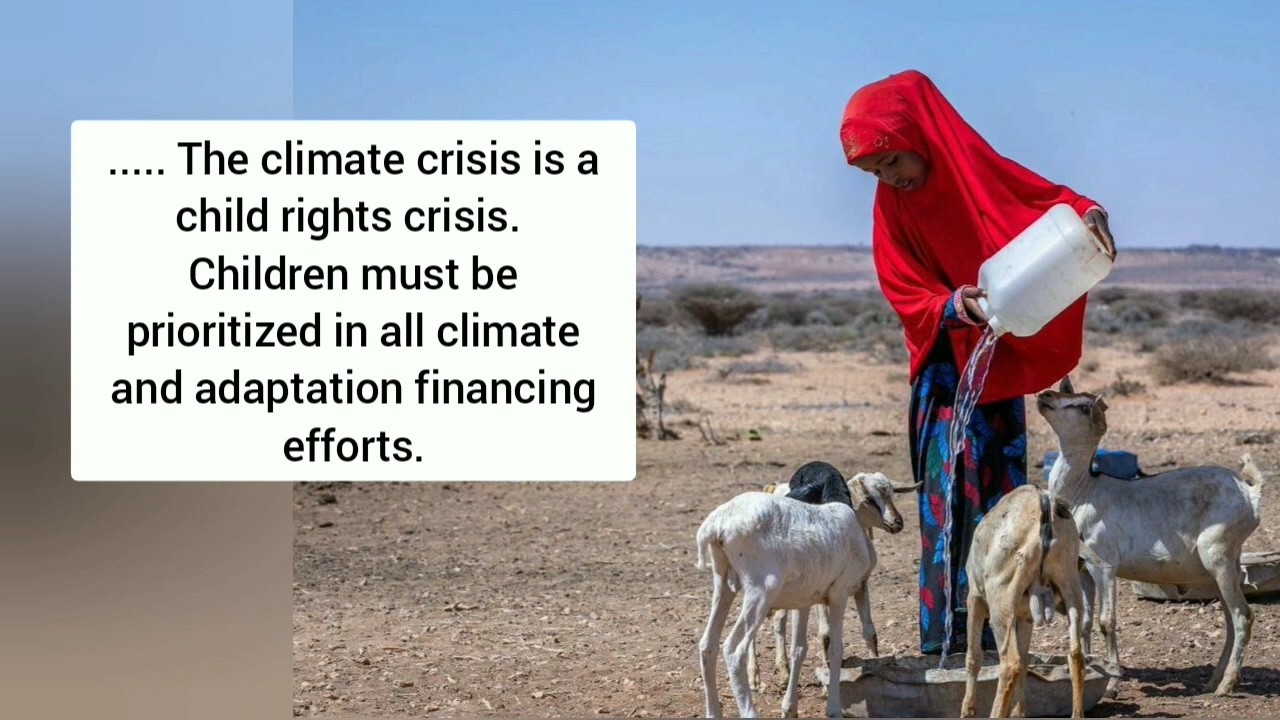 ..... The climate crisis is a
child rights crisis.
Children must be
prioritized in all climate
and adaptation financing
efforts.